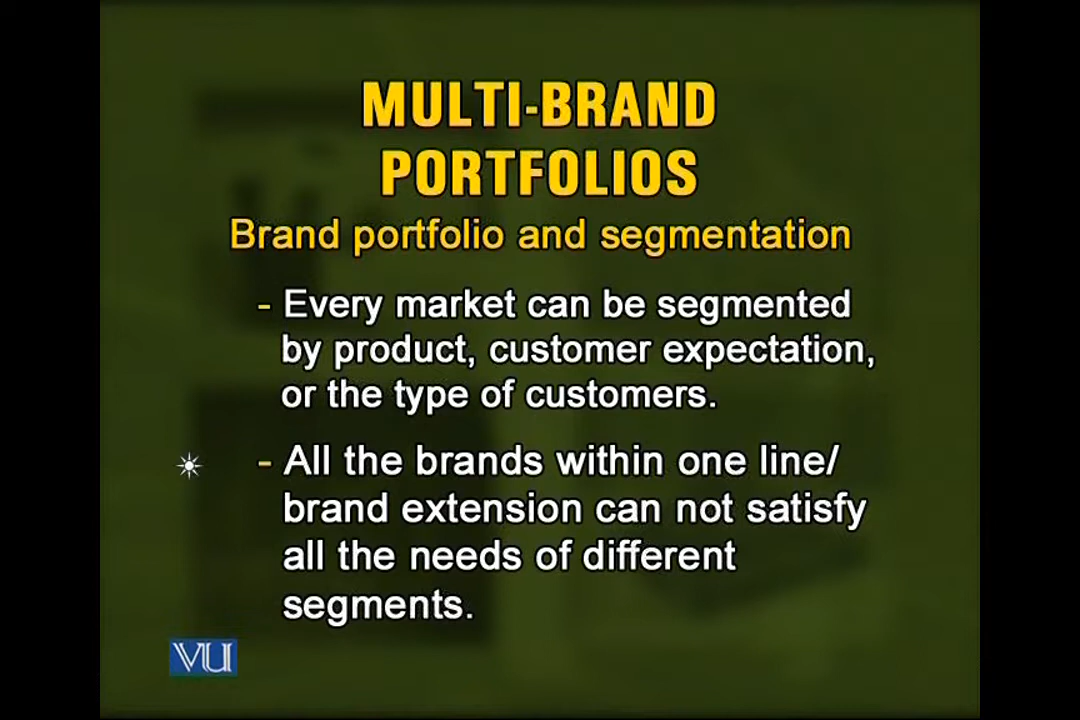 MULTI-BRAND
PORTFOLIOS
Brand portfolio and segmentation
- Every market can be segmented
by product, customer expectation,
or the type of customers.
- All the brands within one line/
brand extension can not satisfy
all the needs of different
segments.
VU